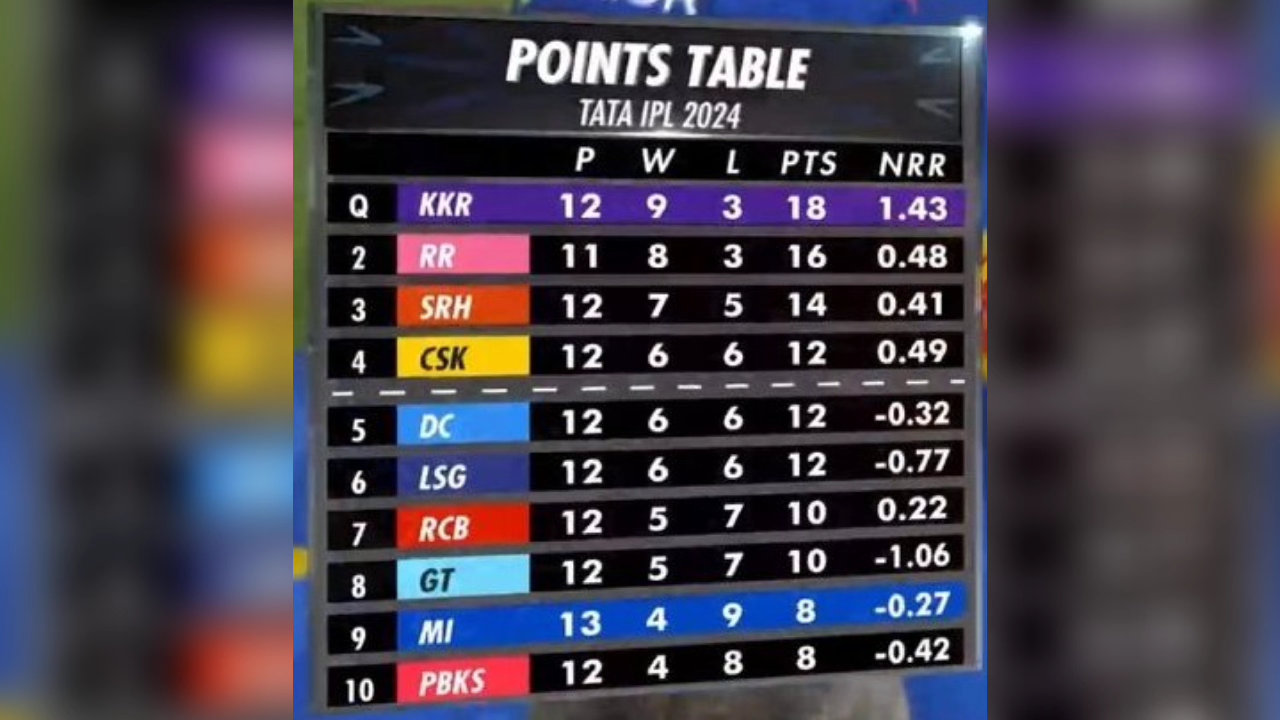 POINTS TABLE
TATA IPL 2024
P W L PTS NRR
Q KKR 12 9 3 18 1.43
2 RR 11 8 3 16 0.48
3 SRH 12 7 5 14 0.41
4 CSK 12 6 6 12 0.49
5 DC 12 6 6 12 -0.32
6 LSG 12 6 6 12 -0.77
7 RCB 12 5 7 10 0.22
8 GT 12 5 7 10 -1.06
9 MI 13 4 9 8 -0.27
10 PBKS 12 4 8 8 -0.42